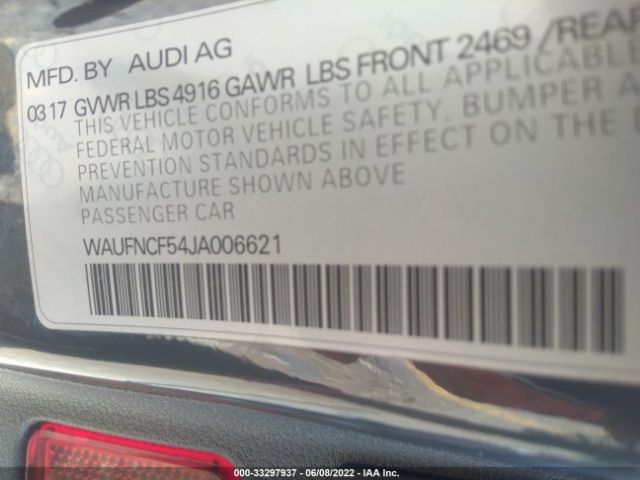 MFD. BY AUDI AG
03 17 GVWR LBS 4916 GAWR LBS FRONT 2469 /REAR
THIS VEHICLE CONFORMS TO ALL APPLICABLE
FEDERAL MOTOR VEHICLE SAFETY. BUMPER A
PREVENTION STANDARDS IN EFFECT ON THE D
MANUFACTURE SHOWN ABOVE
PASSENGER CAR
WAUFNCF54JA006621
000-33297937 - 06/08/2022 - IAA Inc.